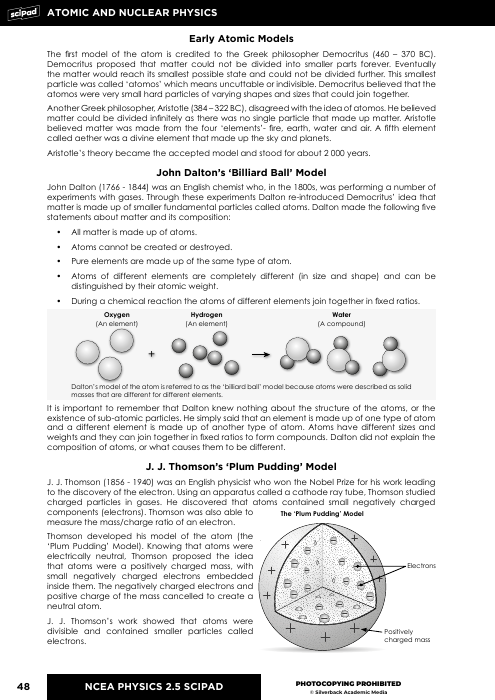 scipad ATOMIC AND NUCLEAR PHYSICS
Early Atomic Models
The first model of the atom is credited to the Greek philosopher Democritus (460 – 370 BC).
Democritus proposed that matter could not be divided into smaller parts forever. Eventually
the matter would reach its smallest possible state and could not be divided further. This smallest
particle was called 'atomos' which means uncuttable or indivisible. Democritus believed that the
atoms were very small hard particles of varying shapes and sizes that could join together.
Another Greek philosopher, Aristotle (384 – 322 BC), disagreed with the idea of atomos. He believed
matter could be divided infinitely as there was no single particle that made up matter. Aristotle
believed matter was made from the four 'elements'- fire, earth, water and air. A fifth element
called aether was a divine element that made up the sky and planets.
Aristotle's theory became the accepted model and stood for about 2 000 years.
John Dalton's 'Billiard Ball' Model
John Dalton (1766 - 1844) was an English chemist who, in the 1800s, was performing a number of
experiments with gases. Through these experiments Dalton re-introduced Democritus' idea that
matter is made up of smaller fundamental particles called atoms. Dalton made the following five
statements about matter and its composition:
• All matter is made up of atoms.
• Atoms cannot be created or destroyed.
• Pure elements are made up of the same type of atom.
• Atoms of different elements are completely different (in size and shape) and can be
distinguished by their atomic weight.
• During a chemical reaction the atoms of different elements join together in fixed ratios.
Oxygen Hydrogen Water
(An element) (An element) (A compound)
+
Dalton's model of the atom is referred to as the 'billiard ball' model because atoms were described as solid
masses that are different for different elements.
It is important to remember that Dalton knew nothing about the structure of the atoms, or the
existence of sub-atomic particles. He simply said that an element is made up of one type of atom
and a different element is made up of another type of atom. Atoms have different sizes and
weights and they can join together in fixed ratios to form compounds. Dalton did not explain the
composition of atoms, or what causes them to be different.
J. J. Thomson's 'Plum Pudding' Model
J. J. Thomson (1856 - 1940) was an English physicist who won the Nobel Prize for his work leading
to the discovery of the electron. Using an apparatus called a cathode ray tube, Thomson studied
charged particles in gases. He discovered that atoms contained small negatively charged
components (electrons). Thomson was also able to
measure the mass/charge ratio of an electron.
Thomson developed his model of the atom (the
'Plum Pudding' Model). Knowing that atoms were
electrically neutral, Thomson proposed the idea
that atoms were a positively charged mass, with
small negatively charged electrons embedded
inside them. The negatively charged electrons and
positive charge of the mass cancelled to create a
neutral atom.
J. J. Thomson's work showed that atoms were
divisible and contained smaller particles called
electrons.
The 'Plum Pudding' Model
Electrons
Positively
charged mass
48 NCEA PHYSICS 2.5 SCIPAD PHOTOCOPYING PROHIBITED
© Silverback Academic Media